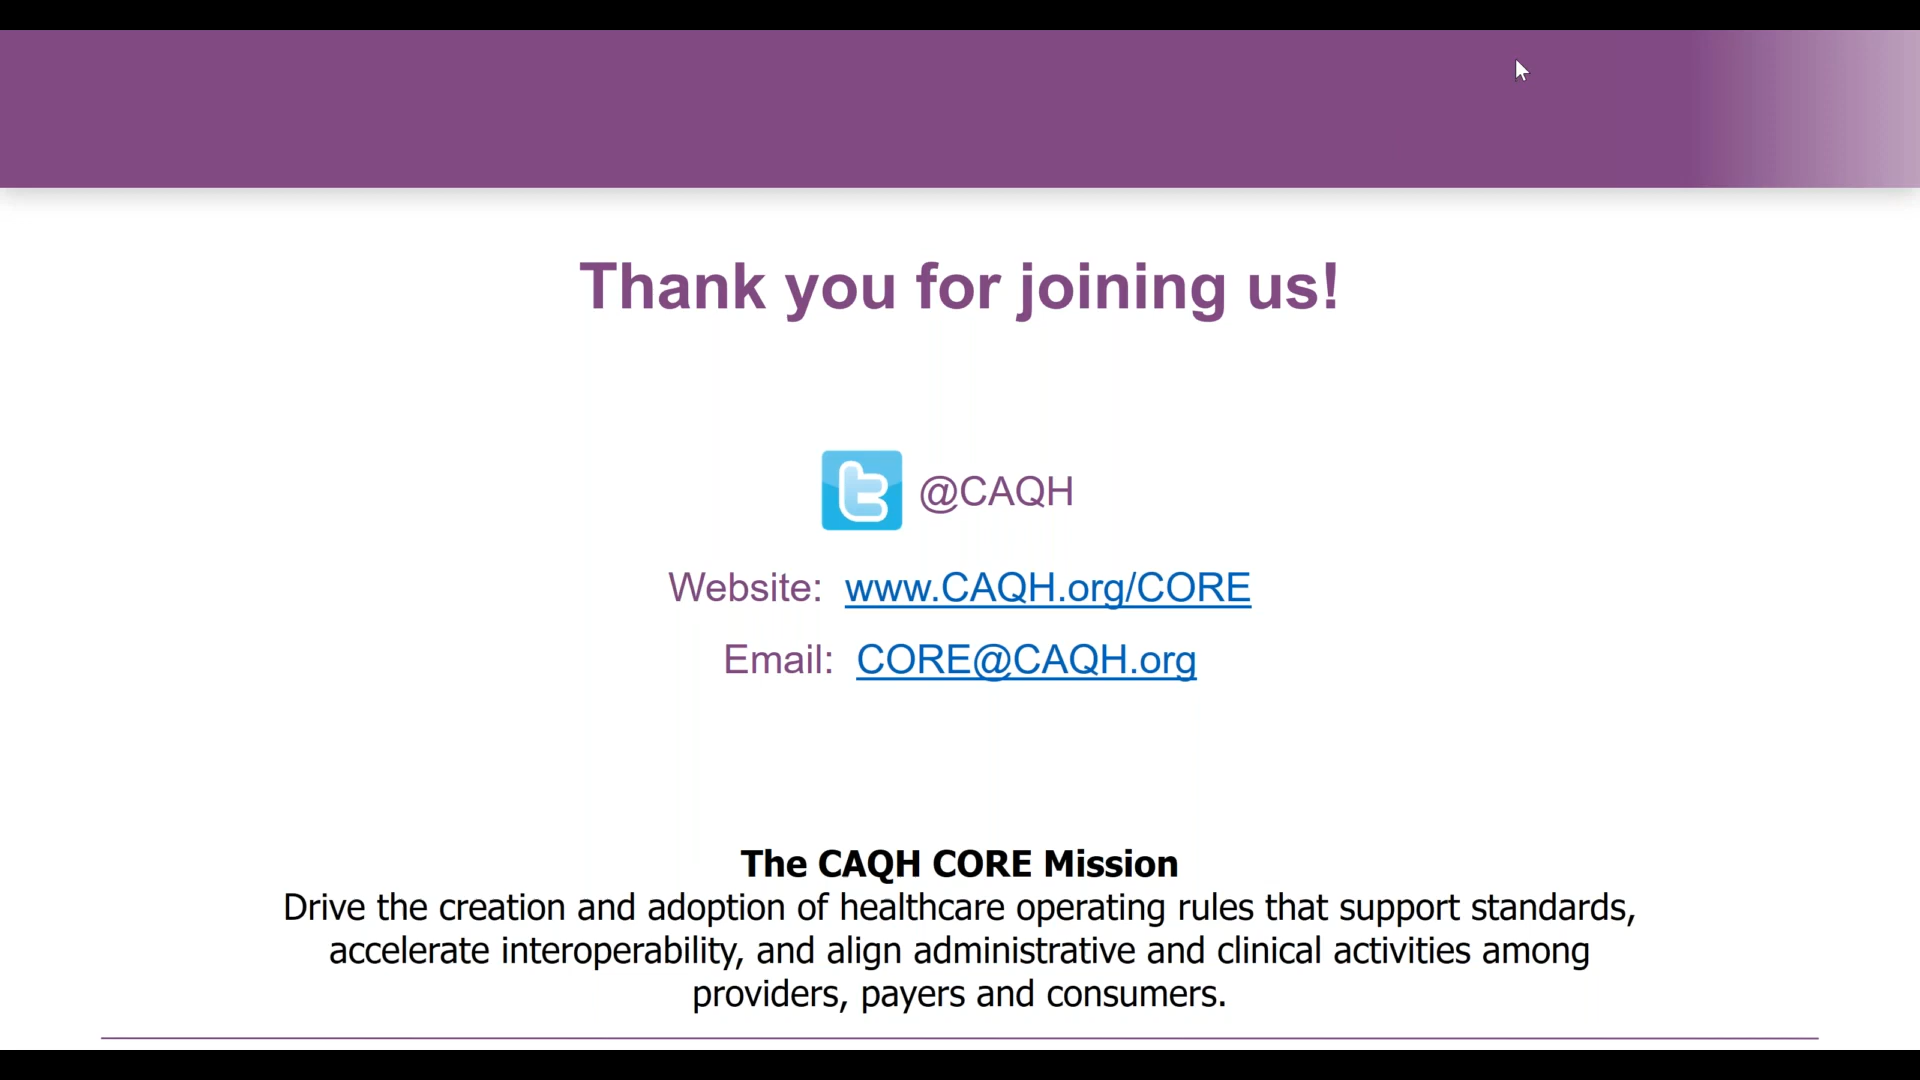 Thank you for joining us!
@CAQH
Website: www.CAQH.org/CORE
Email: CORE@CAQH.org
The CAQH CORE Mission
Drive the creation and adoption of healthcare operating rules that support standards,
accelerate interoperability, and align administrative and clinical activities among
providers, payers and consumers.